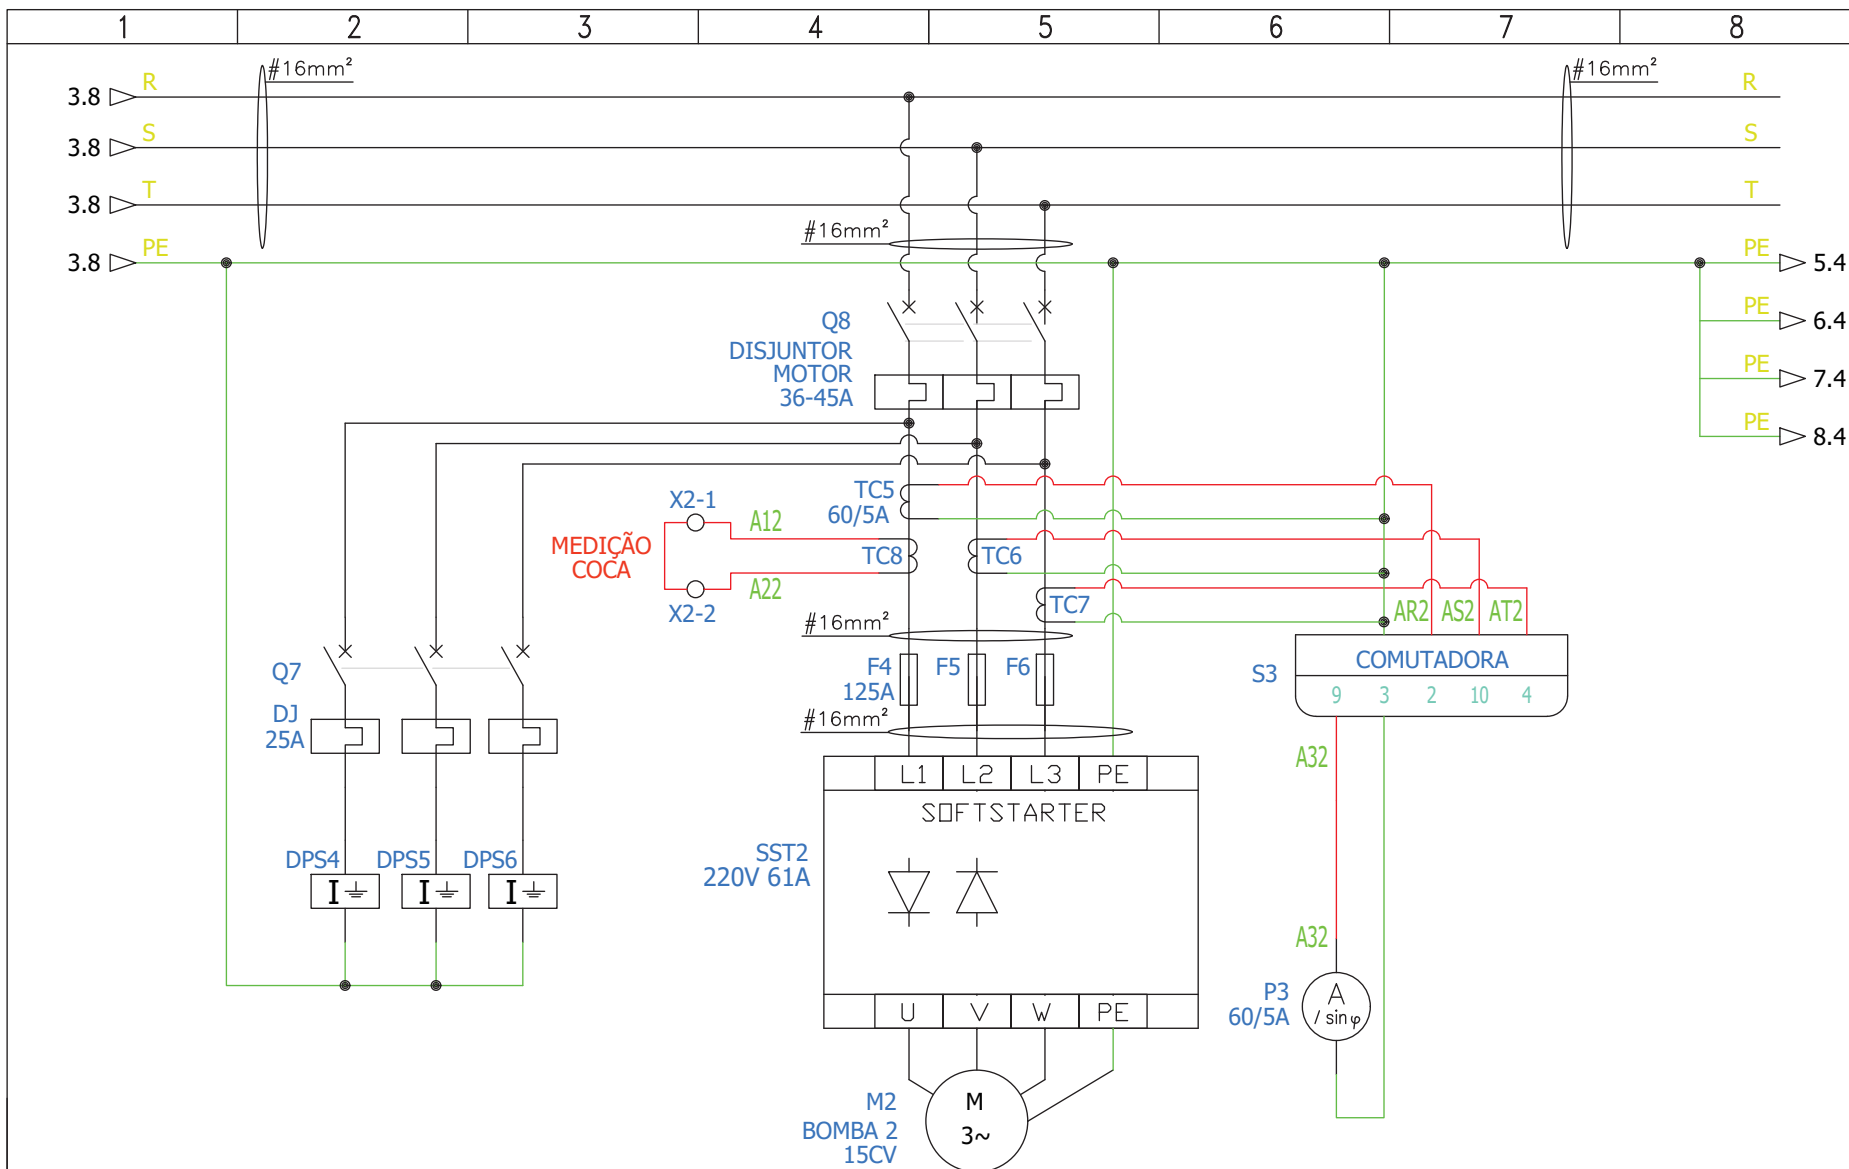 1 2 3 4 5 6 7 8
#16mm² #16mm²
3.8 R R
3.8 S S
3.8 T T
#16mm²
3.8 PE PE 5.4
PE 6.4
PE 7.4
PE 8.4
Q8
DISJUNTOR
MOTOR
36-45A
TC5
60/5A
X2-1
A12
MEDIÇÃO
COCA
TC8 TC6
A22
X2-2
TC7
#16mm²
AR2 AS2 AT2
F4 F5 F6
125A
#16mm²
S3
COMUTADORA
9 3 2 10 4
Q7
DJ
25A
A32
L1 L2 L3 PE
SOFTSTARTER
SST2
220V 61A
DPS4 DPS5 DPS6
I I I
A32
P3
60/5A
A
/ sin φ
U V W PE
M2
BOMBA 2
15CV
M
3~